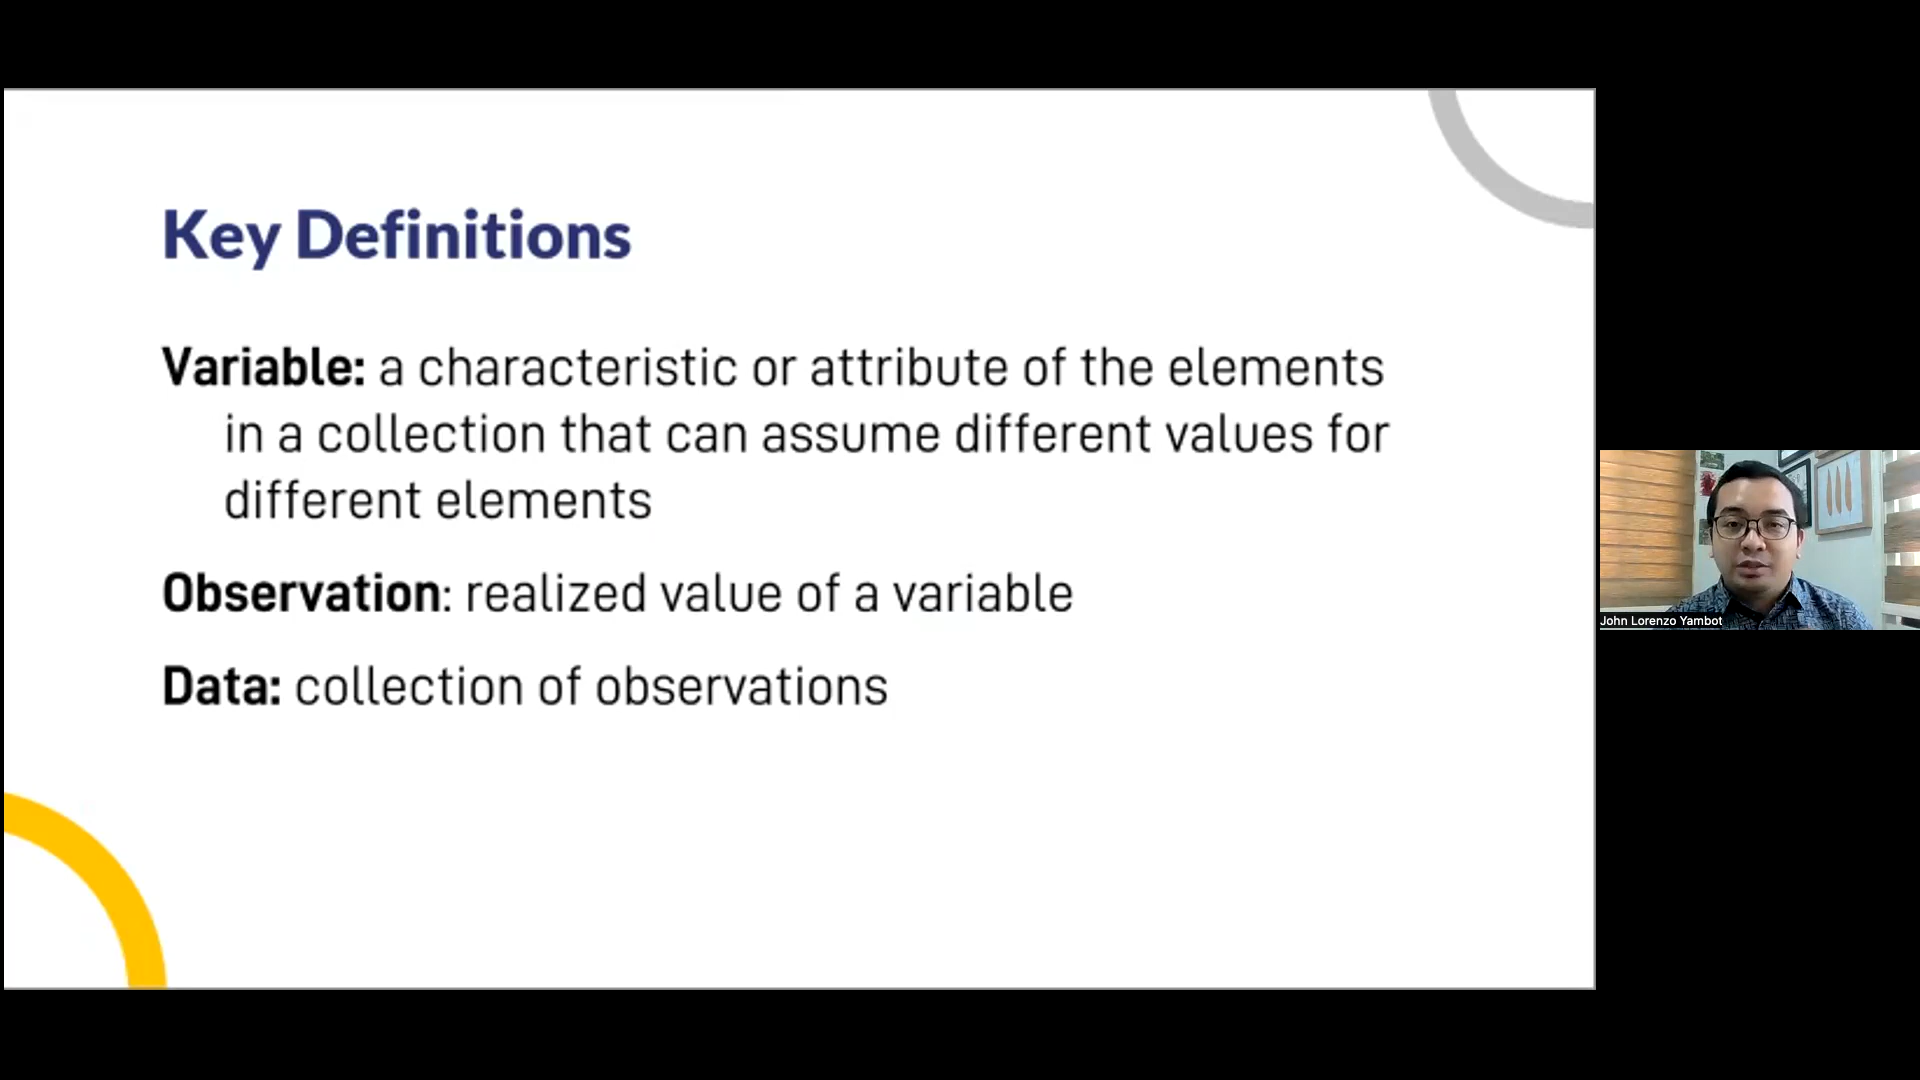 Key Definitions
Variable: a characteristic or attribute of the elements
in a collection that can assume different values for
different elements
Observation: realized value of a variable
Data: collection of observations
John Lorenzo Yambot